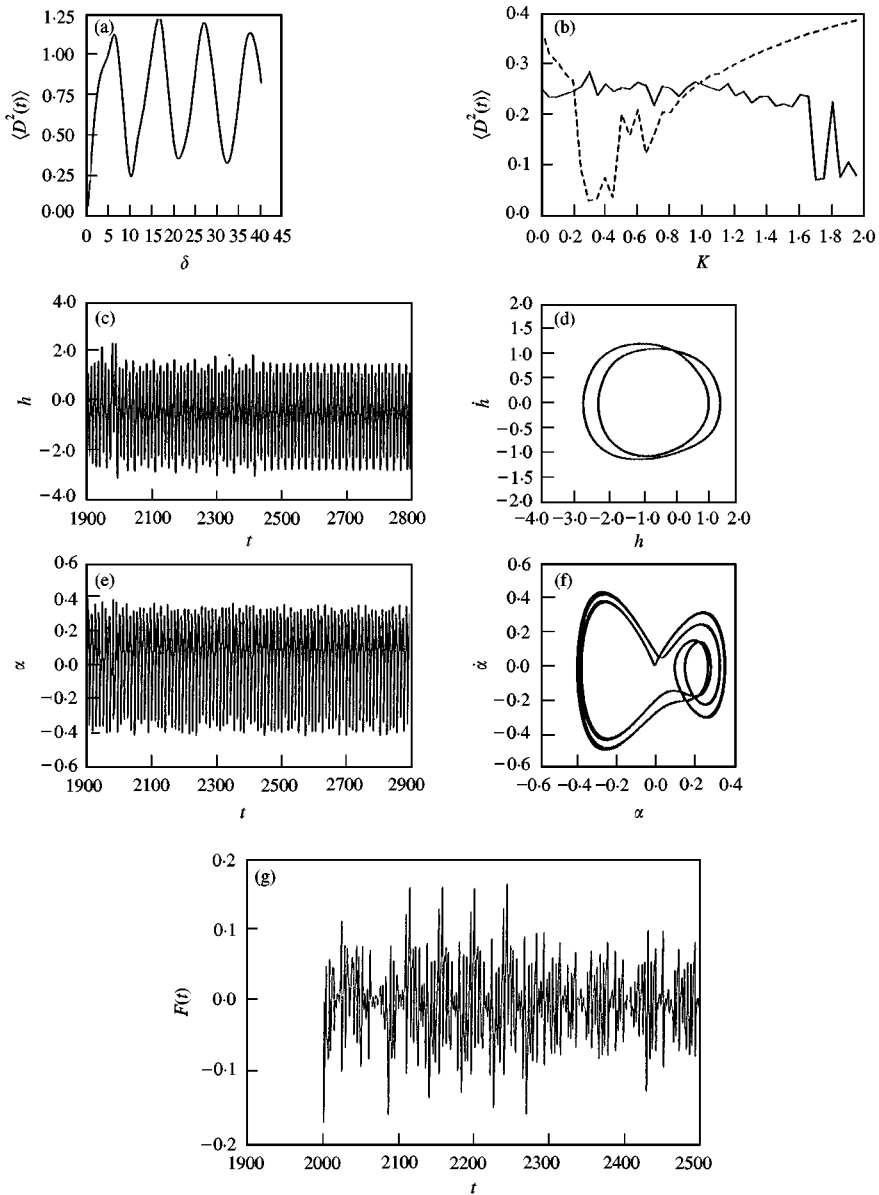 (a)
1·25
1·00
0·75
0·50
1·25
0·00
⟨D²(t)⟩
0 5 10 15 20 25 30 35 40 45
δ
(b)
0·4
0·3
0·2
0·1
0·0
⟨D²(t)⟩
0·0 0·2 0·4 0·6 0·8 1·0 1·2 1·4 1·6 1·8 2·0
K
(c)
4·0
2·0
0·0
−2·0
−4·0
h
1900 2100 2300 2500 2700 2800
t
(d)
2·0
1·5
1·0
0·5
0·0
−0·5
−1·0
−1·5
−2·0
ḣ
−4·0 −3·0 −2·0 −1·0 0·0 1·0 2·0
h
(e)
0·6
0·4
0·2
0·0
−0·2
−0·4
−0·6
α
1900 2100 2300 2500 2700 2900
t
(f)
0·6
0·4
0·2
0·0
−0·2
−0·4
−0·6
α̇
−0·6 −0·4 −0·2 0·0 0·2 0·4
α
(g)
0·2
0·1
0·0
−0·1
−0·2
F(t)
1900 2000 2100 2200 2300 2400 2500
t